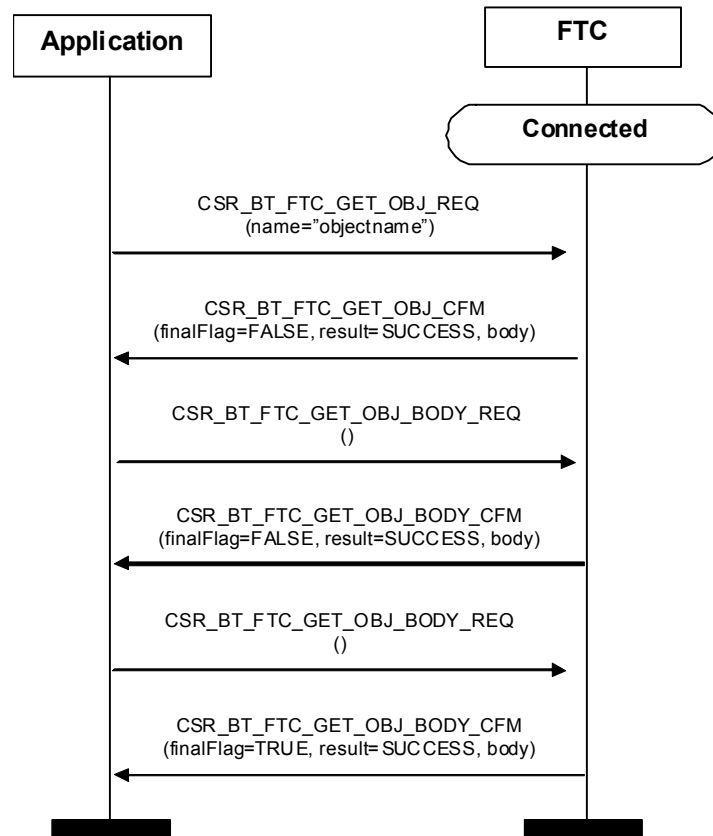 Application
FTC
Connected
CSR_BT_FTC_GET_OBJ_REQ
(name=”objectname”)
CSR_BT_FTC_GET_OBJ_CFM
(finalFlag=FALSE, result=SUCCESS, body)
CSR_BT_FTC_GET_OBJ_BODY_REQ
()
CSR_BT_FTC_GET_OBJ_BODY_CFM
(finalFlag=FALSE, result=SUCCESS, body)
CSR_BT_FTC_GET_OBJ_BODY_REQ
()
CSR_BT_FTC_GET_OBJ_BODY_CFM
(finalFlag=TRUE, result=SUCCESS, body)